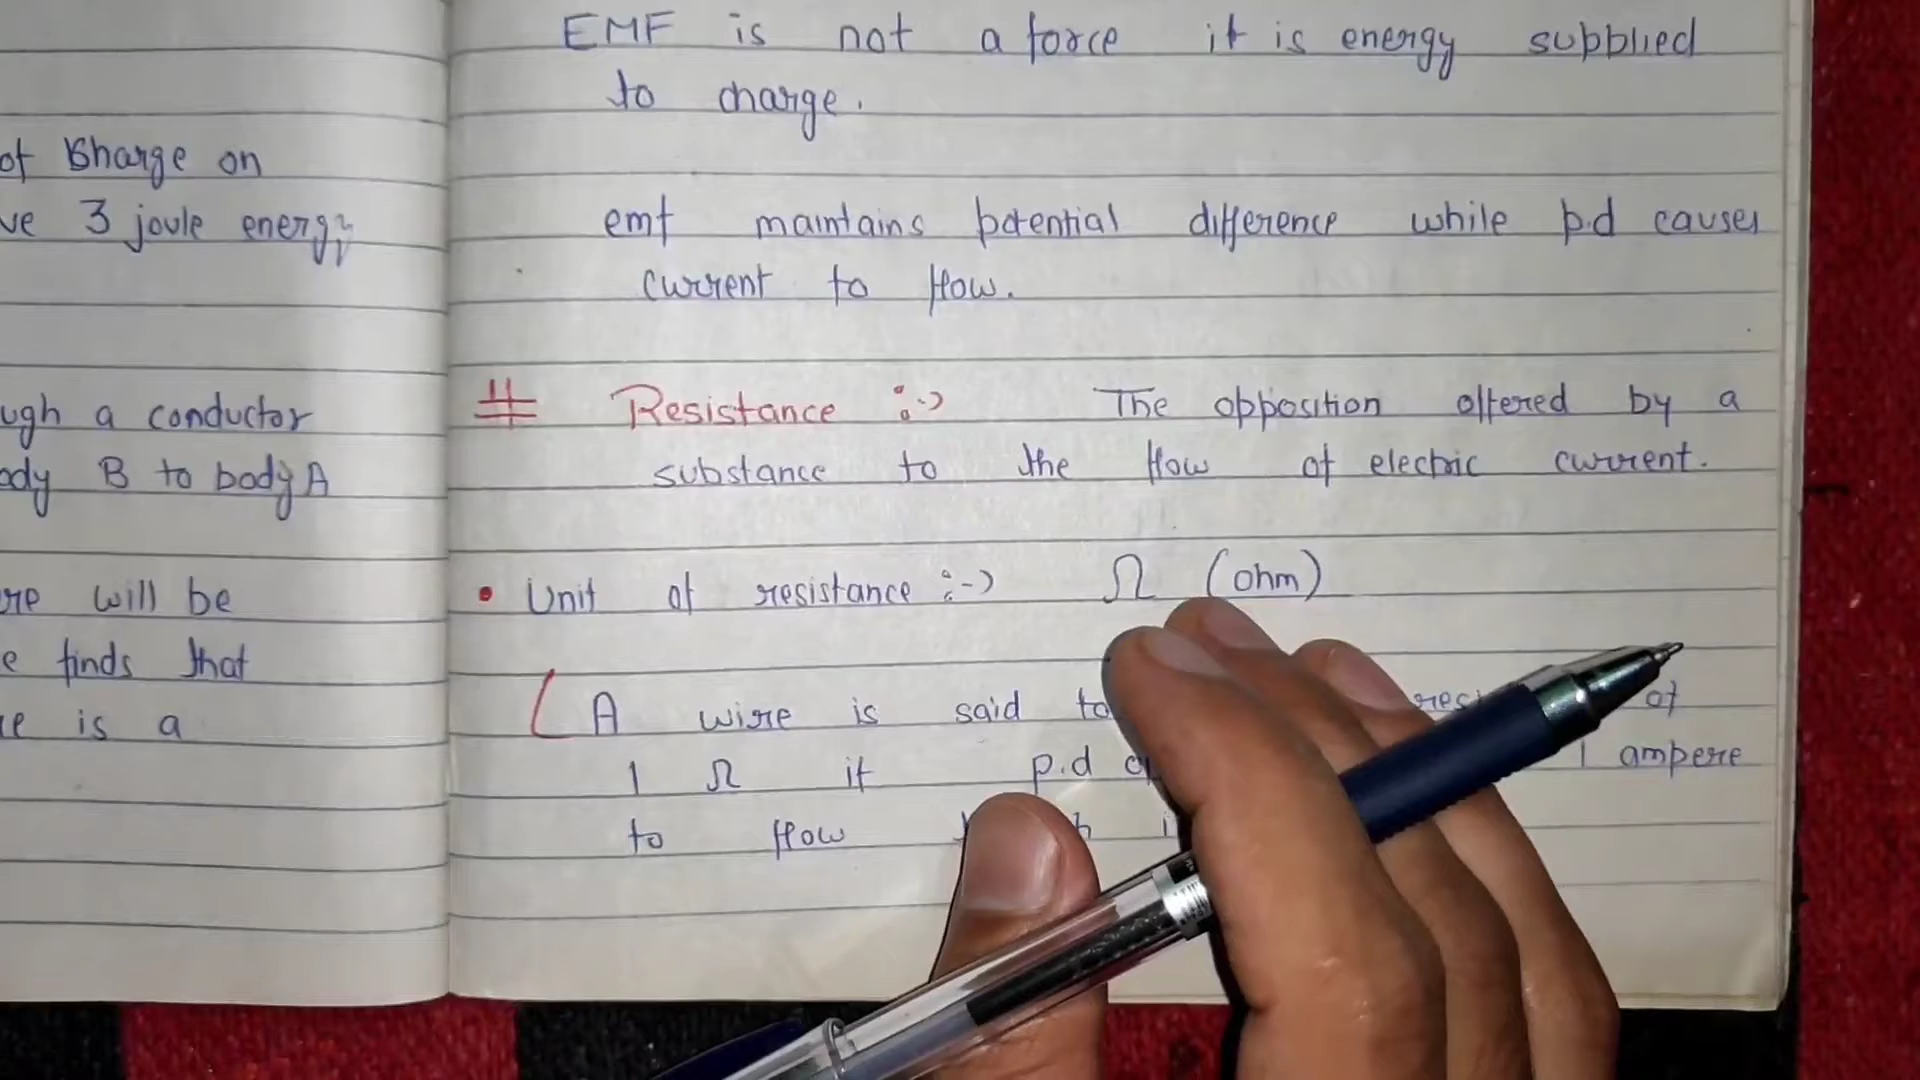 of charge on
ve 3 joule energy
ugh a conductor
ody B to body A
re will be
e finds that
re is a
EMF is not a force it is energy supplied
to charge.
emf maintains potential difference while p.d causes
current to flow.
# Resistance :-) The opposition offered by a
substance to the flow of electric current.
• Unit of resistance :-) Ω (ohm)
A wire is said to of
1 Ω if p.d 1 ampere
to flow